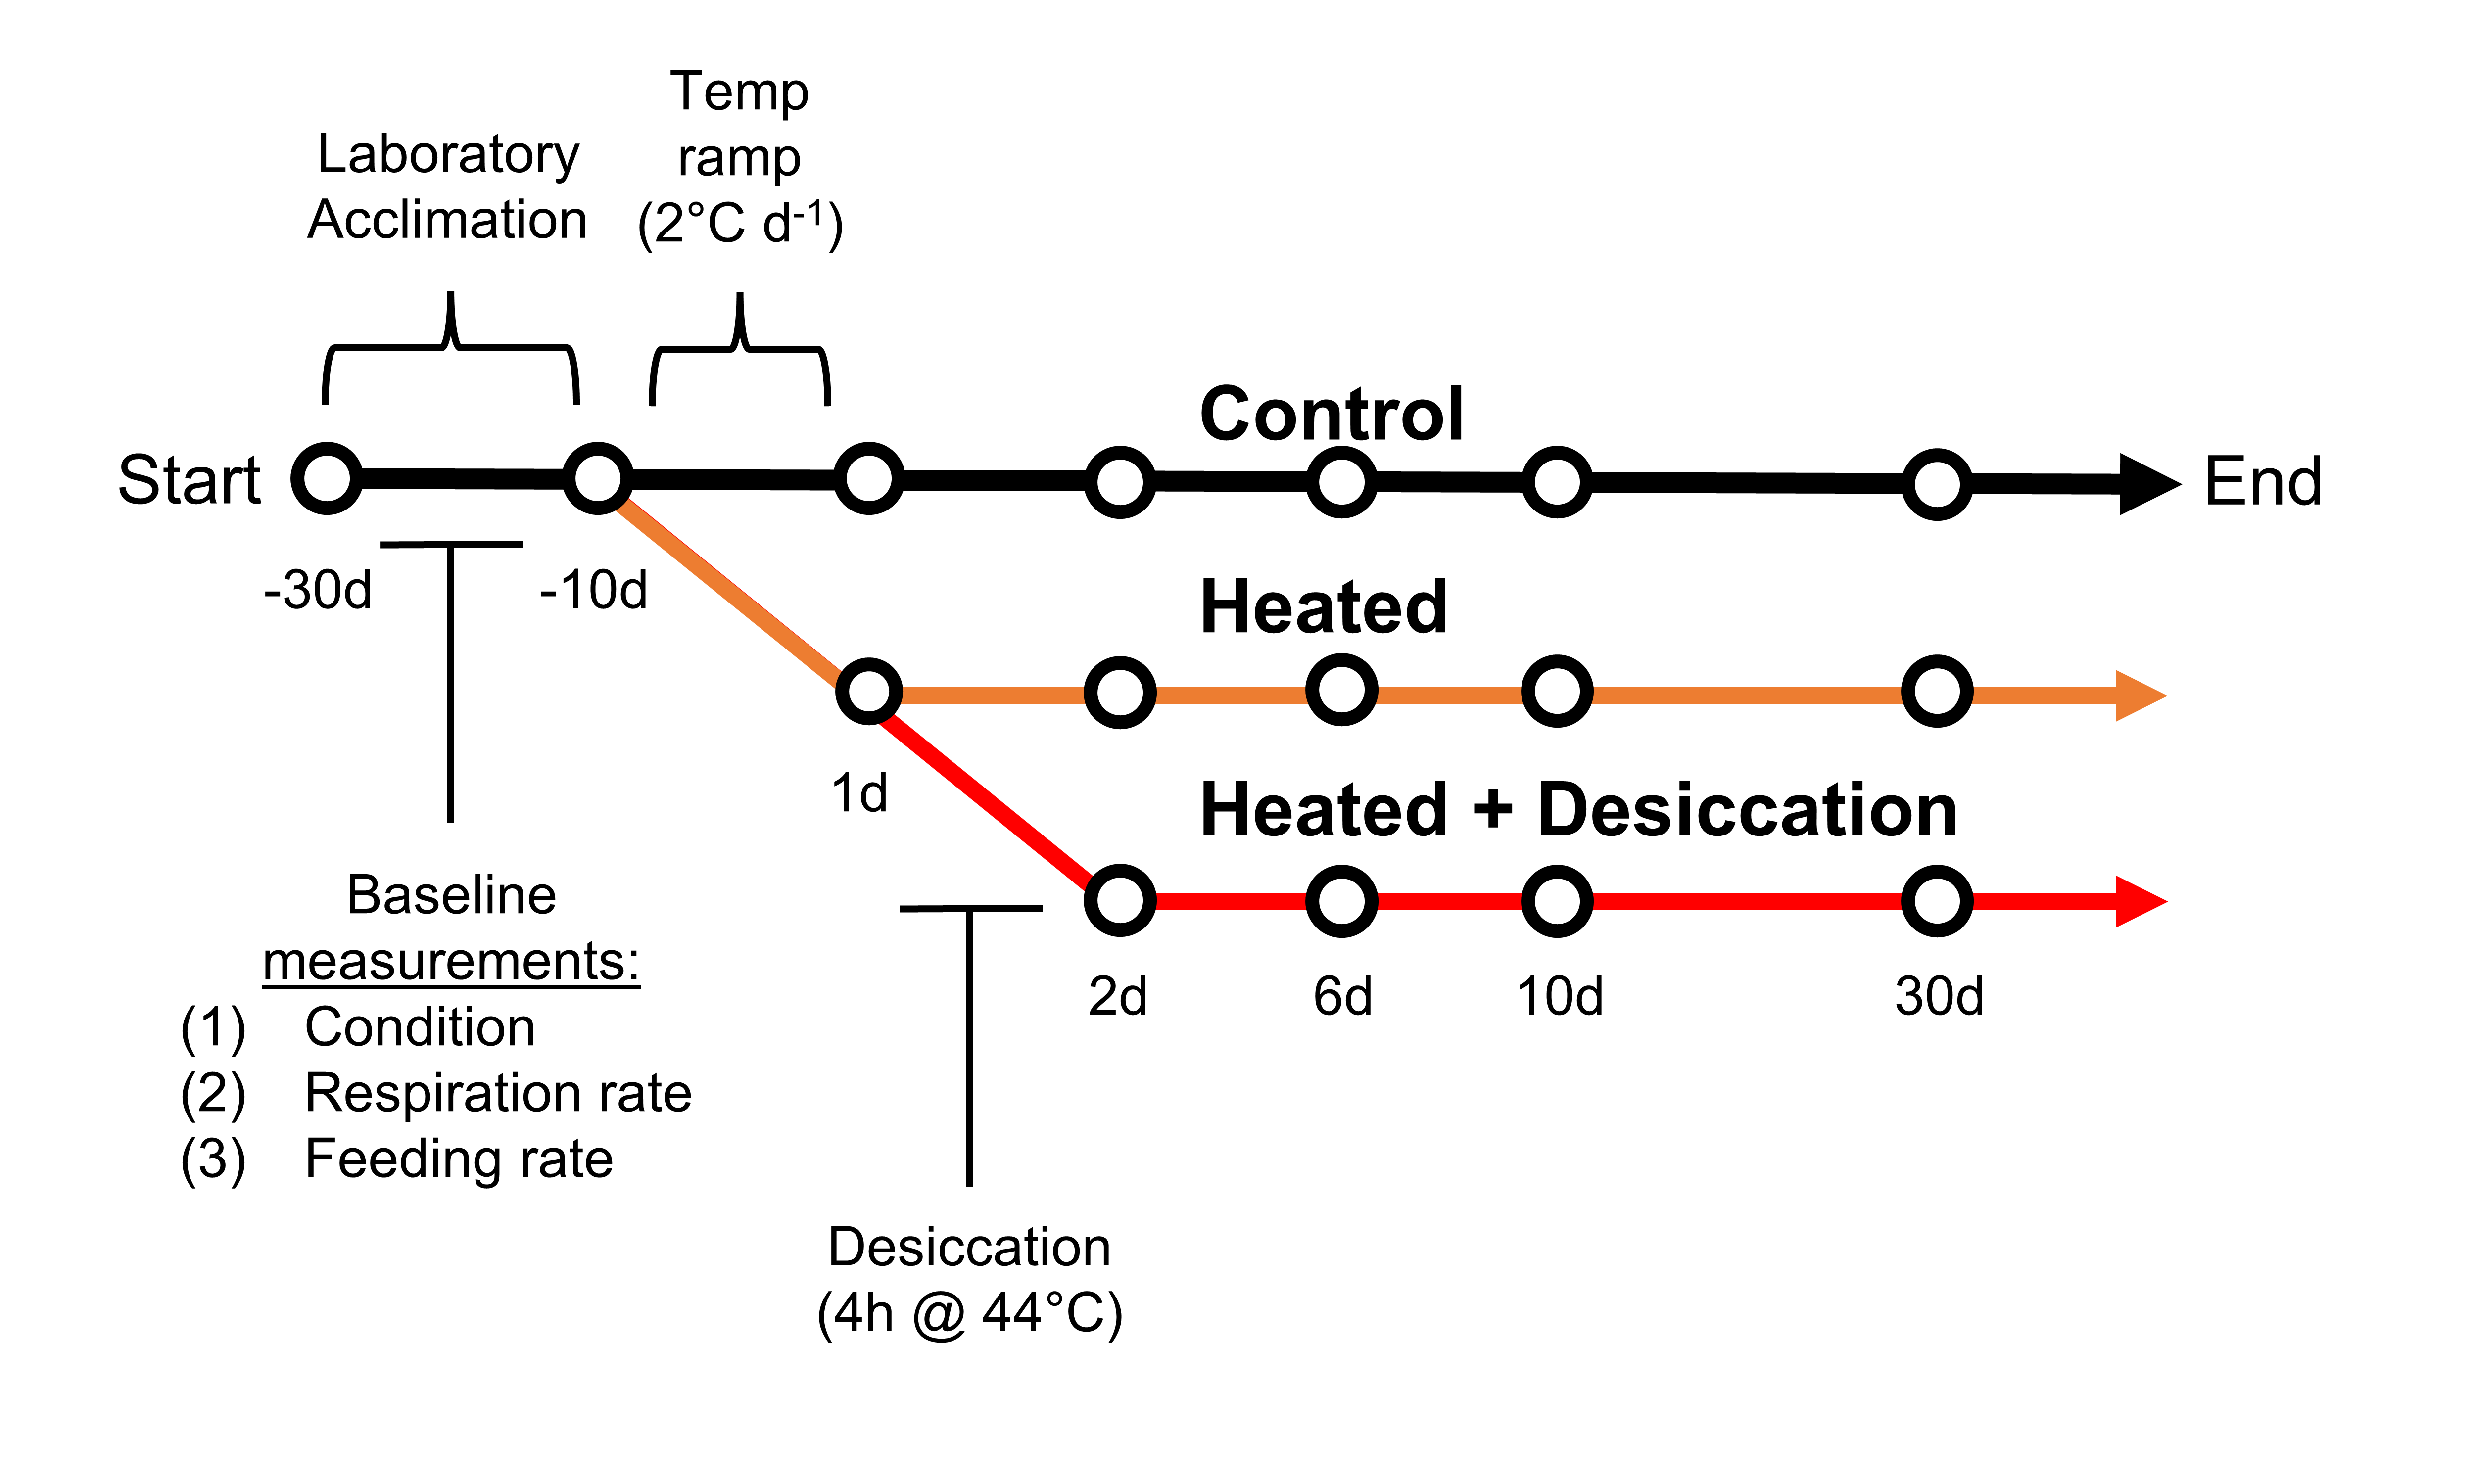 Temp
ramp
(2°C d-1)
Laboratory
Acclimation
Control
Start
End
-30d
-10d
Heated
1d
Heated + Desiccation
Baseline
measurements:
(1) Condition
(2) Respiration rate
(3) Feeding rate
2d
6d
10d
30d
Desiccation
(4h @ 44°C)